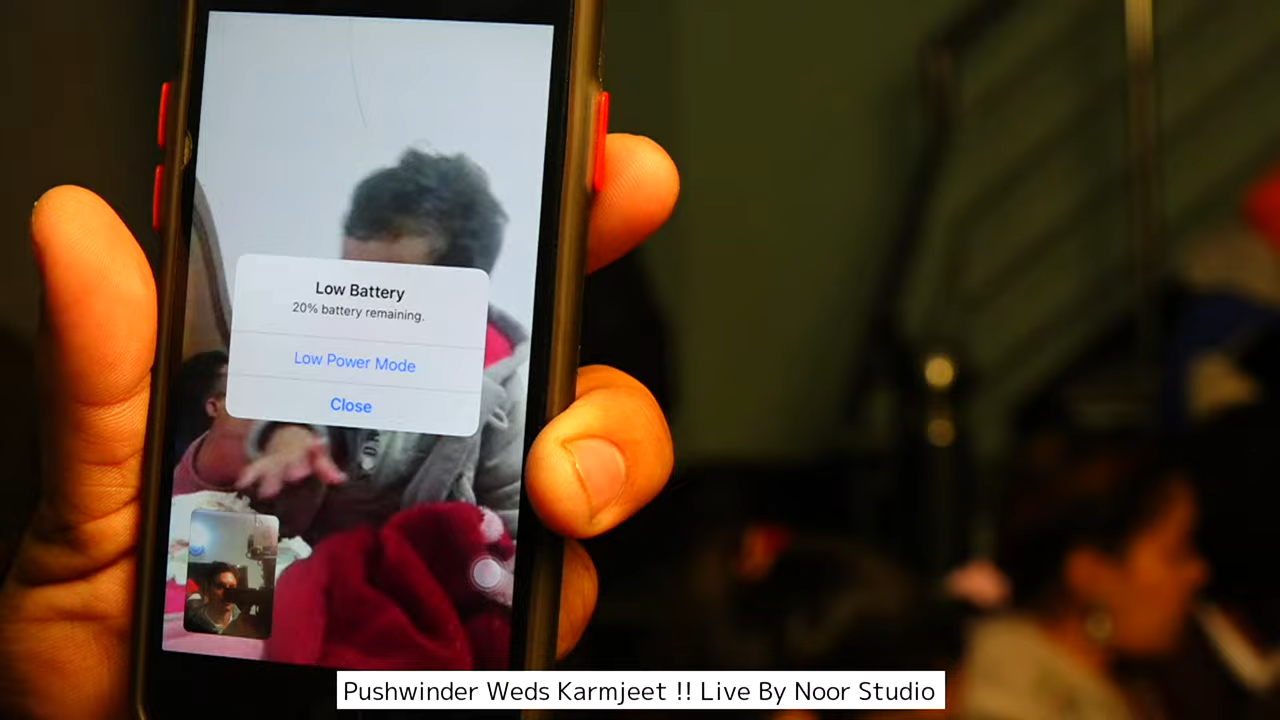 Low Battery
20% battery remaining.
Low Power Mode
Close
Pushwinder Weds Karmjeet !! Live By Noor Studio